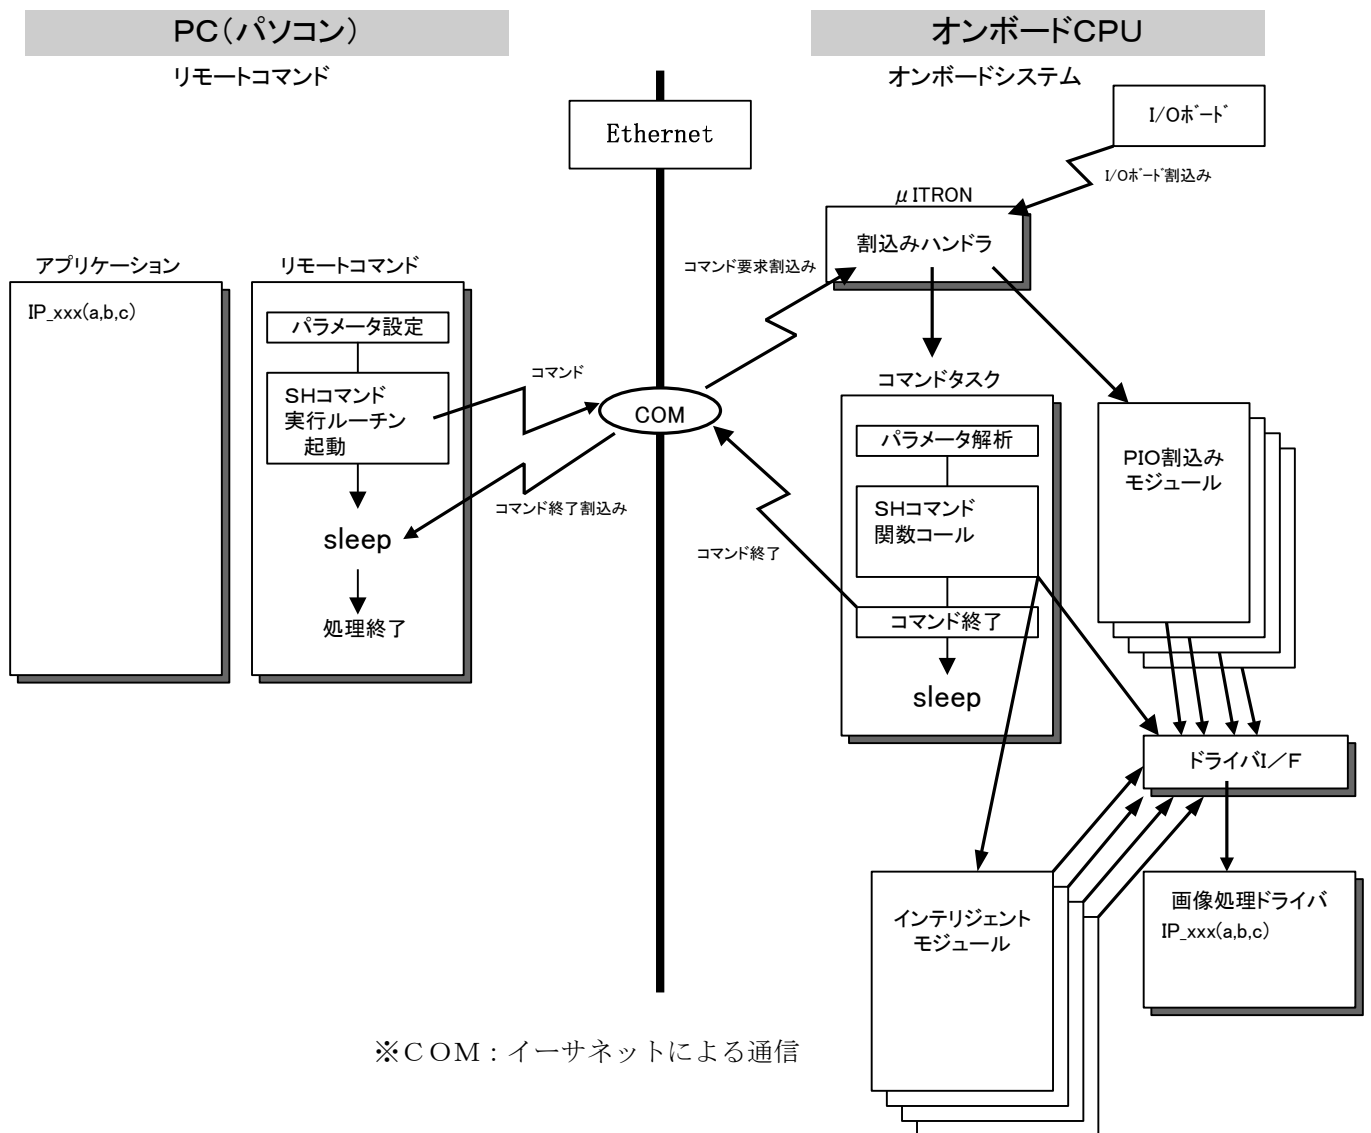 PC(パソコン)
オンボードCPU
リモートコマンド
オンボードシステム
Ethernet
I/Oボード
I/Oボード割込み
μITRON
割込みハンドラ
コマンド要求割込み
アプリケーション
リモートコマンド
IP_xxx(a,b,c)
パラメータ設定
SHコマンド
実行ルーチン
起動
sleep
処理終了
コマンド
COM
コマンド終了割込み
コマンド終了
コマンドタスク
パラメータ解析
SHコマンド
関数コール
コマンド終了
sleep
PIO割込み
モジュール
ドライバI/F
インテリジェント
モジュール
画像処理ドライバ
IP_xxx(a,b,c)
※COM:イーサネットによる通信